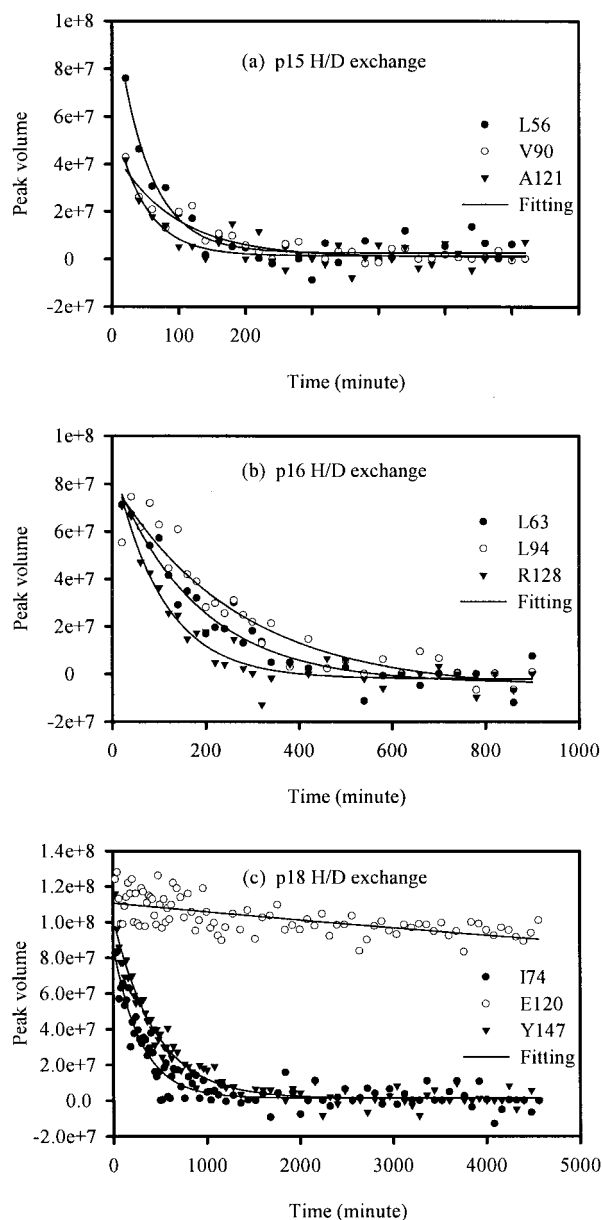 1e+8
(a) p15 H/D exchange
8e+7
L56
6e+7
V90
A121
4e+7
Fitting
2e+7
0
-2e+7
Peak volume
0 100 200
Time (minute)
1e+8
(b) p16 H/D exchange
8e+7
L63
6e+7
L94
R128
4e+7
Fitting
2e+7
0
-2e+7
Peak volume
0 200 400 600 800 1000
Time (minute)
1.4e+8
(c) p18 H/D exchange
1.2e+8
1.0e+8
I74
8.0e+7
E120
6.0e+7
Y147
4.0e+7
Fitting
2.0e+7
0.0
-2.0e+7
Peak volume
0 1000 2000 3000 4000 5000
Time (minute)